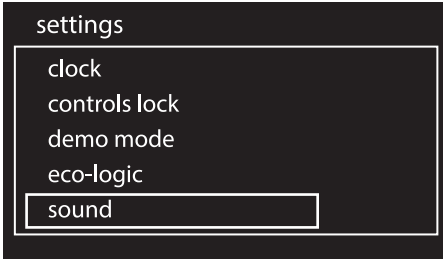 settings
clock
controls lock
demo mode
eco-logic
sound